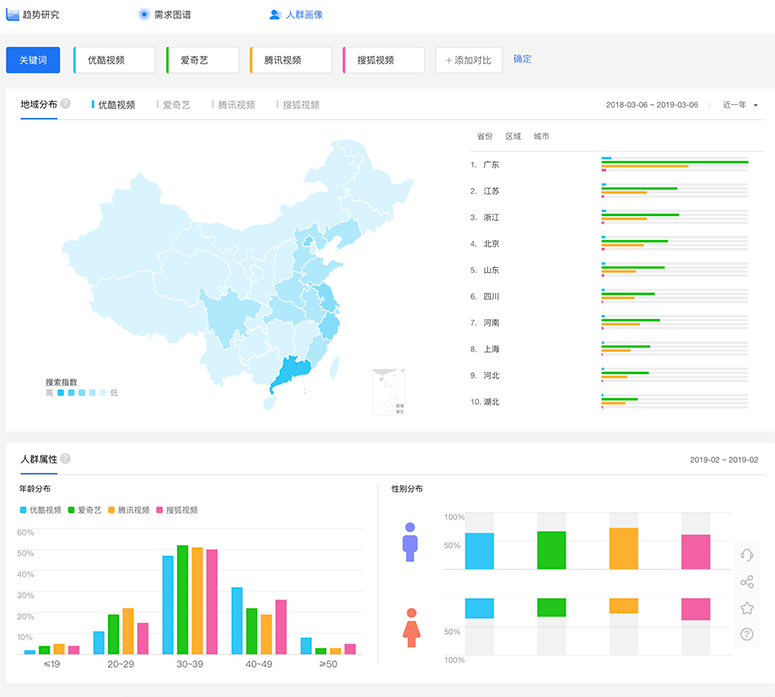 趋势研究 需求图谱 人群画像
关键词 优酷视频 爱奇艺 腾讯视频 搜狐视频 + 添加对比 确定
地域分布 ? 优酷视频 爱奇艺 腾讯视频 搜狐视频 2018-03-06 ~ 2019-03-06 近一年
省份 区域 城市
1. 广东
2. 江苏
3. 浙江
4. 北京
5. 山东
6. 四川
7. 河南
8. 上海
9. 河北
10. 湖北
搜索指数
高 低
人群属性 ? 2019-02 ~ 2019-02
年龄分布
优酷视频 爱奇艺 腾讯视频 搜狐视频
60%
50%
40%
30%
20%
10%
≤19 20~29 30~39 40~49 ≥50
性别分布
100%
50%
50%
100%
?